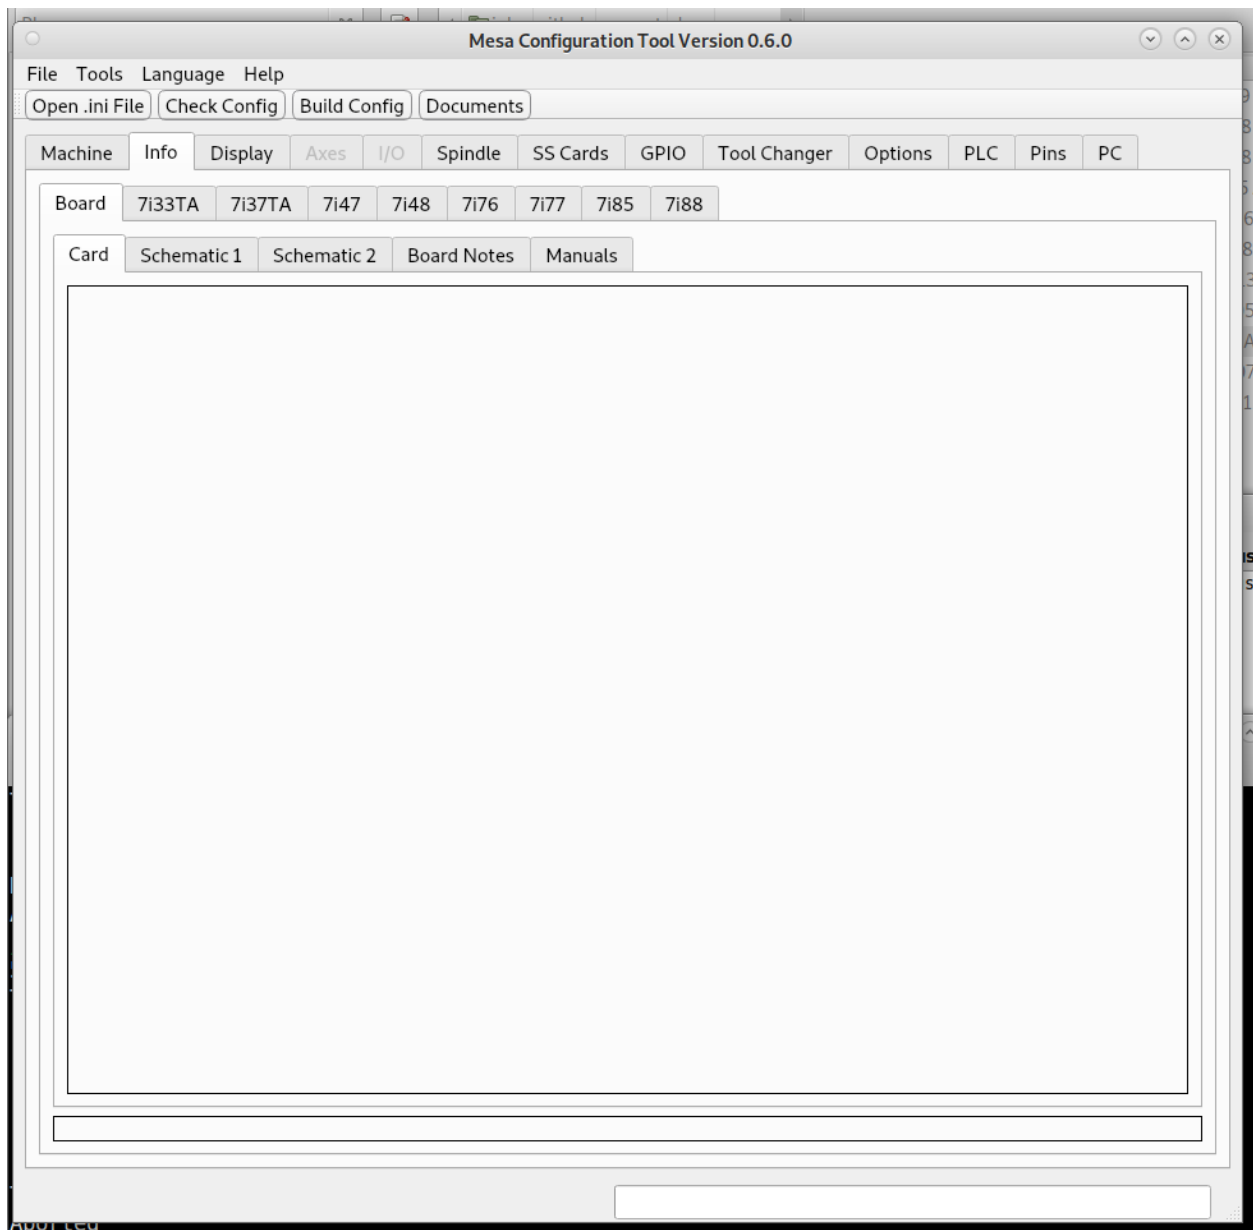 Mesa Configuration Tool Version 0.6.0
File Tools Language Help
Open .ini File Check Config Build Config Documents
Machine Info Display Axes I/O Spindle SS Cards GPIO Tool Changer Options PLC Pins PC
Board 7i33TA 7i37TA 7i47 7i48 7i76 7i77 7i85 7i88
Card Schematic 1 Schematic 2 Board Notes Manuals